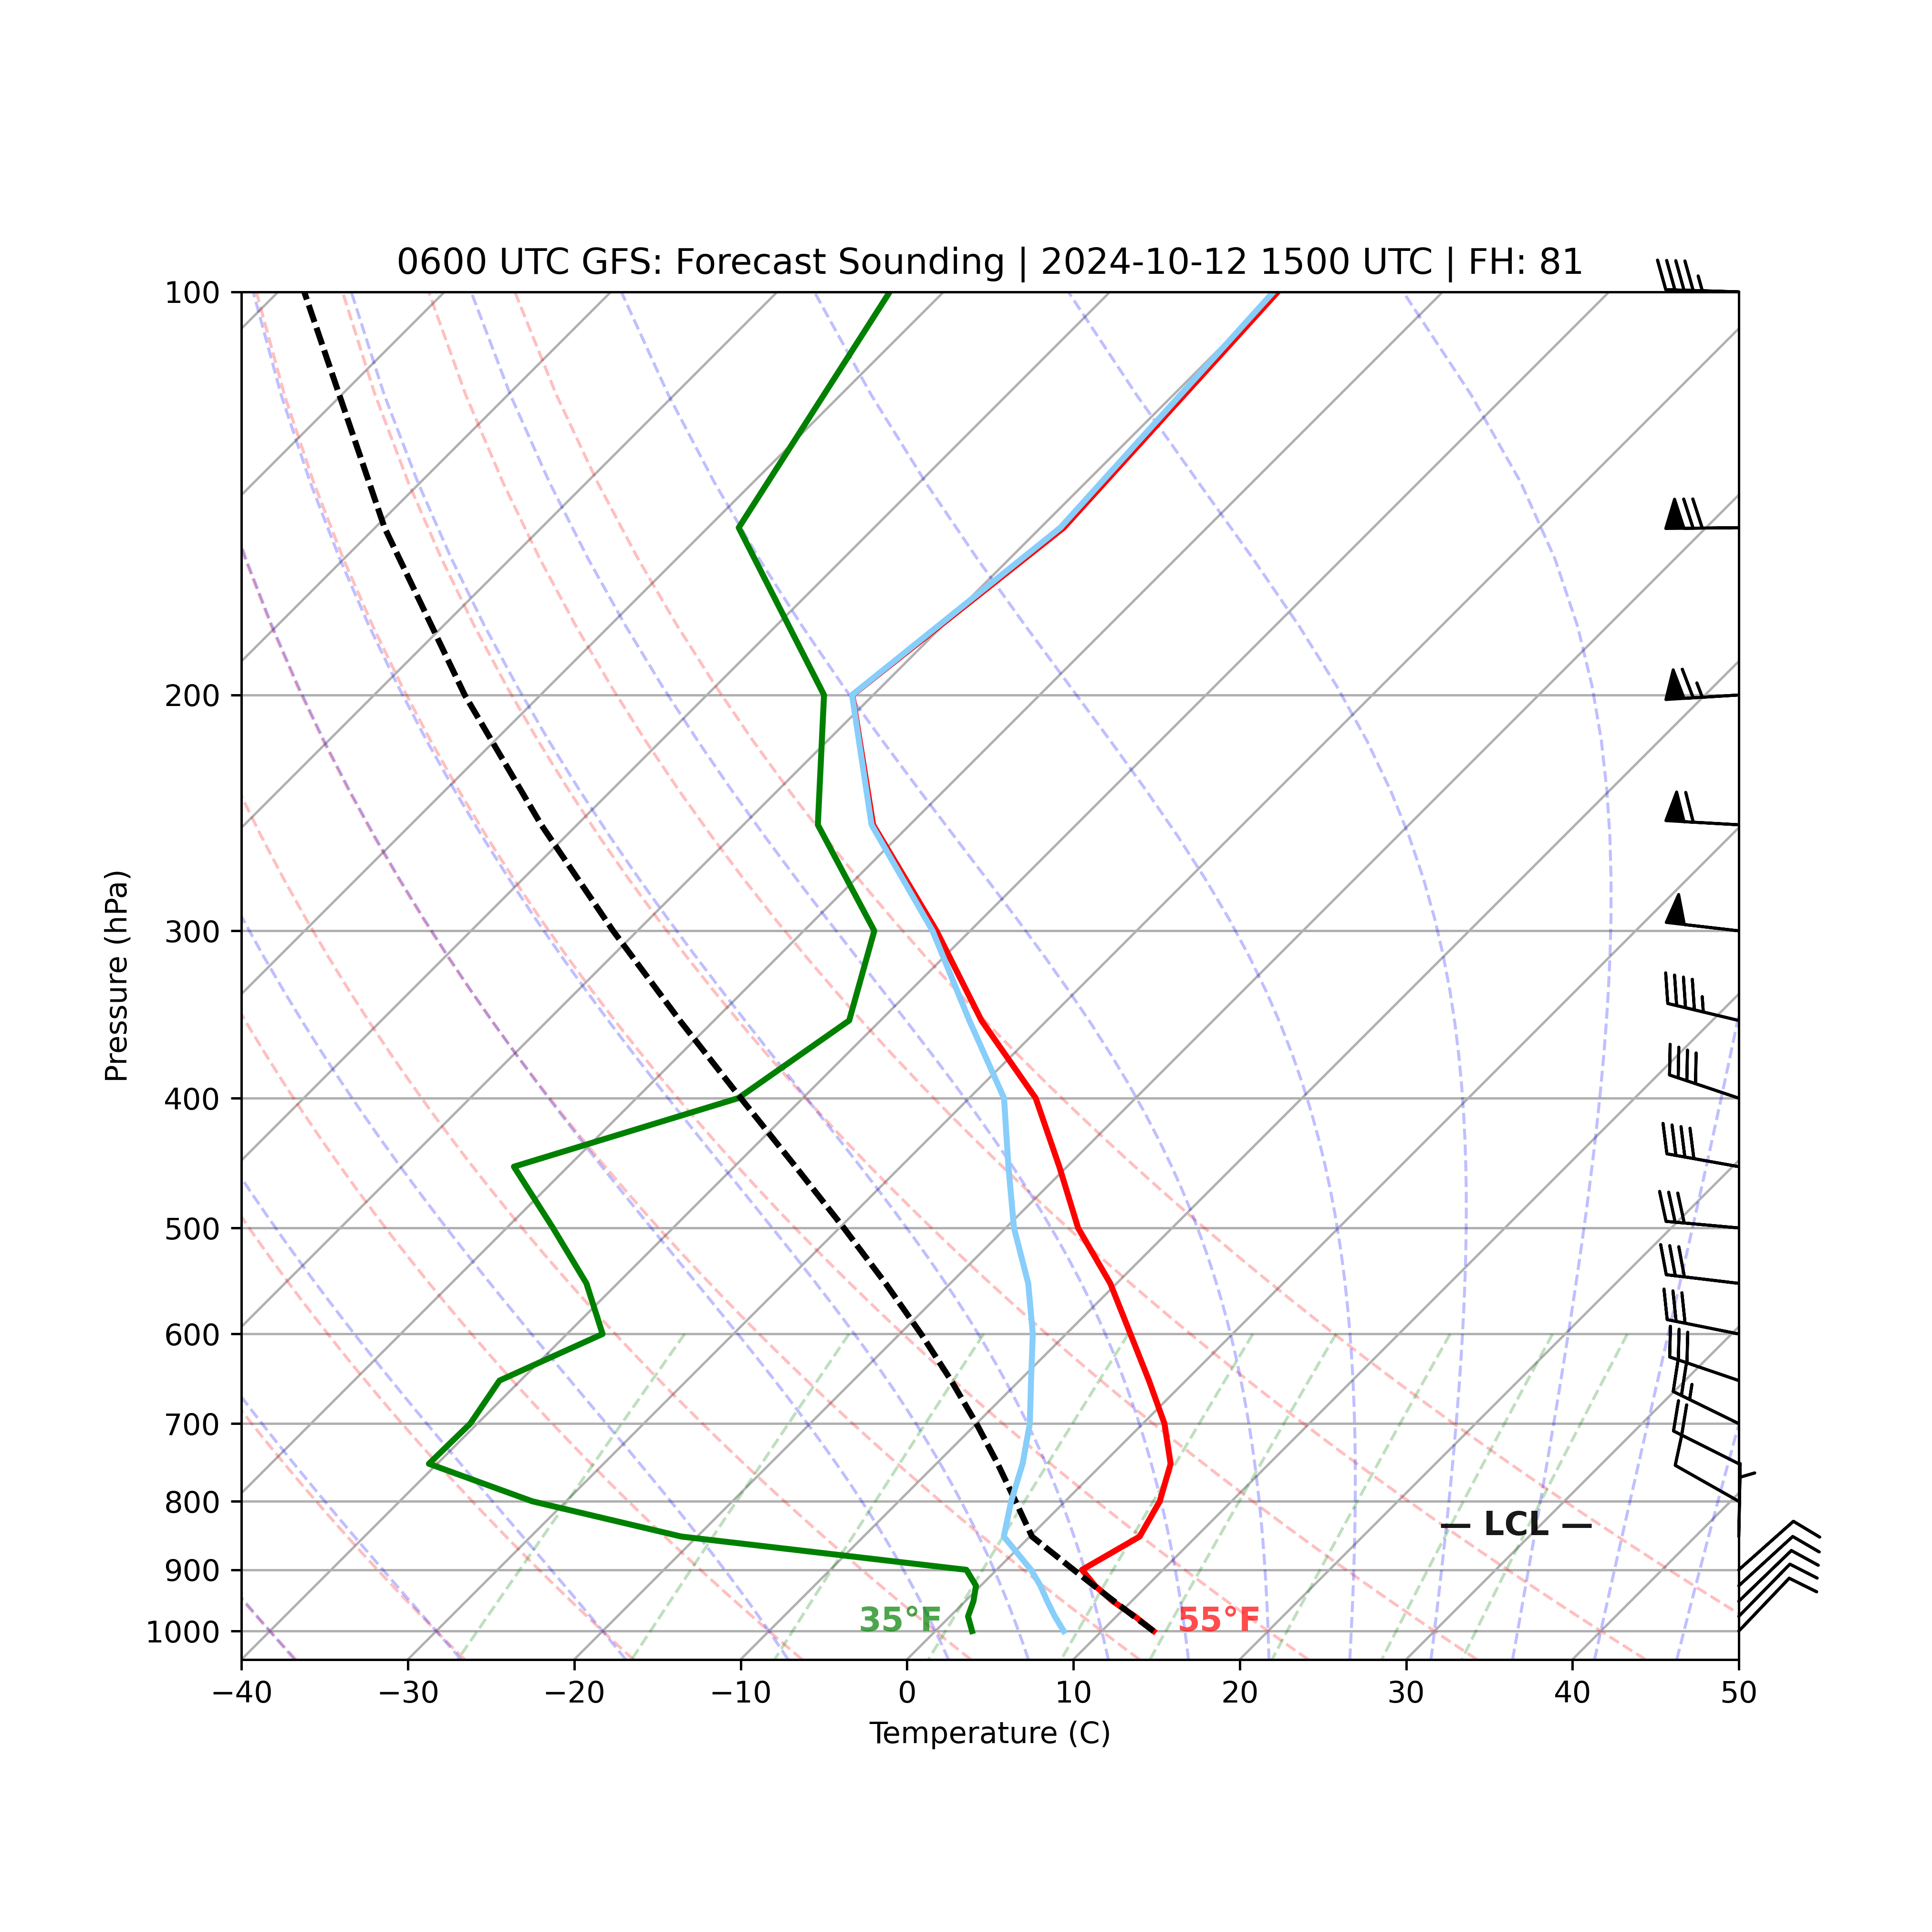 0600 UTC GFS: Forecast Sounding | 2024-10-12 1500 UTC | FH: 81
100
200
300
400
500
600
700
800
900
1000
Pressure (hPa)
— LCL —
35°F
55°F
−40 −30 −20 −10 0 10 20 30 40 50
Temperature (C)